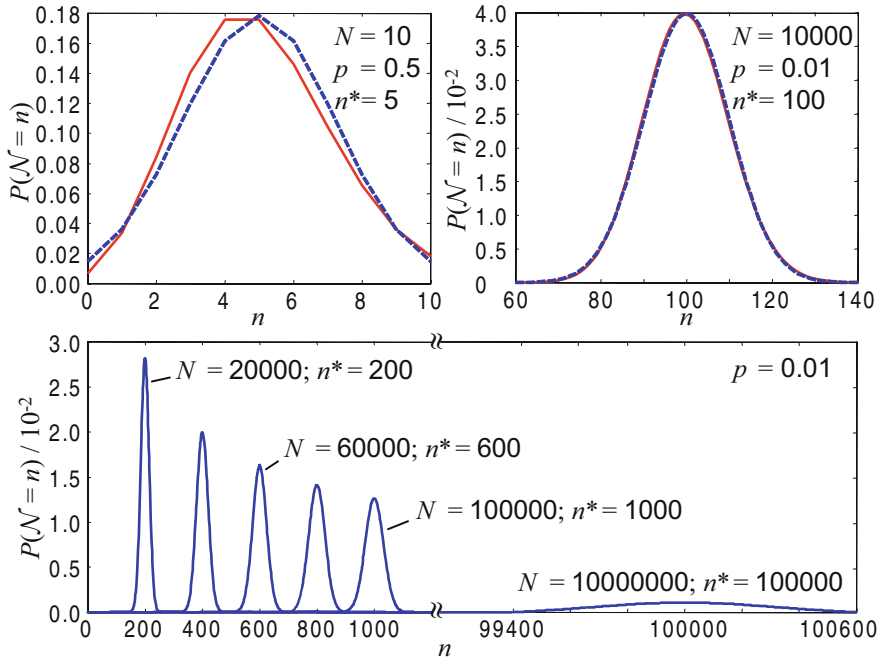 P(𝒩 = n)
0.18
0.16
0.14
0.12
0.10
0.08
0.06
0.04
0.02
0.00
0 2 4 6 8 10
n
N = 10
p = 0.5
n* = 5
P(𝒩 = n) / 10⁻²
4.0
3.5
3.0
2.5
2.0
1.5
1.0
0.5
0
60 80 100 120 140
n
N = 10000
p = 0.01
n* = 100
P(𝒩 = n) / 10⁻²
3.0
2.5
2.0
1.5
1.0
0.5
0.0
N = 20000; n* = 200
p = 0.01
N = 60000; n* = 600
N = 100000; n* = 1000
N = 10000000; n* = 100000
0 200 400 600 800 1000 99400 100000 100600
n